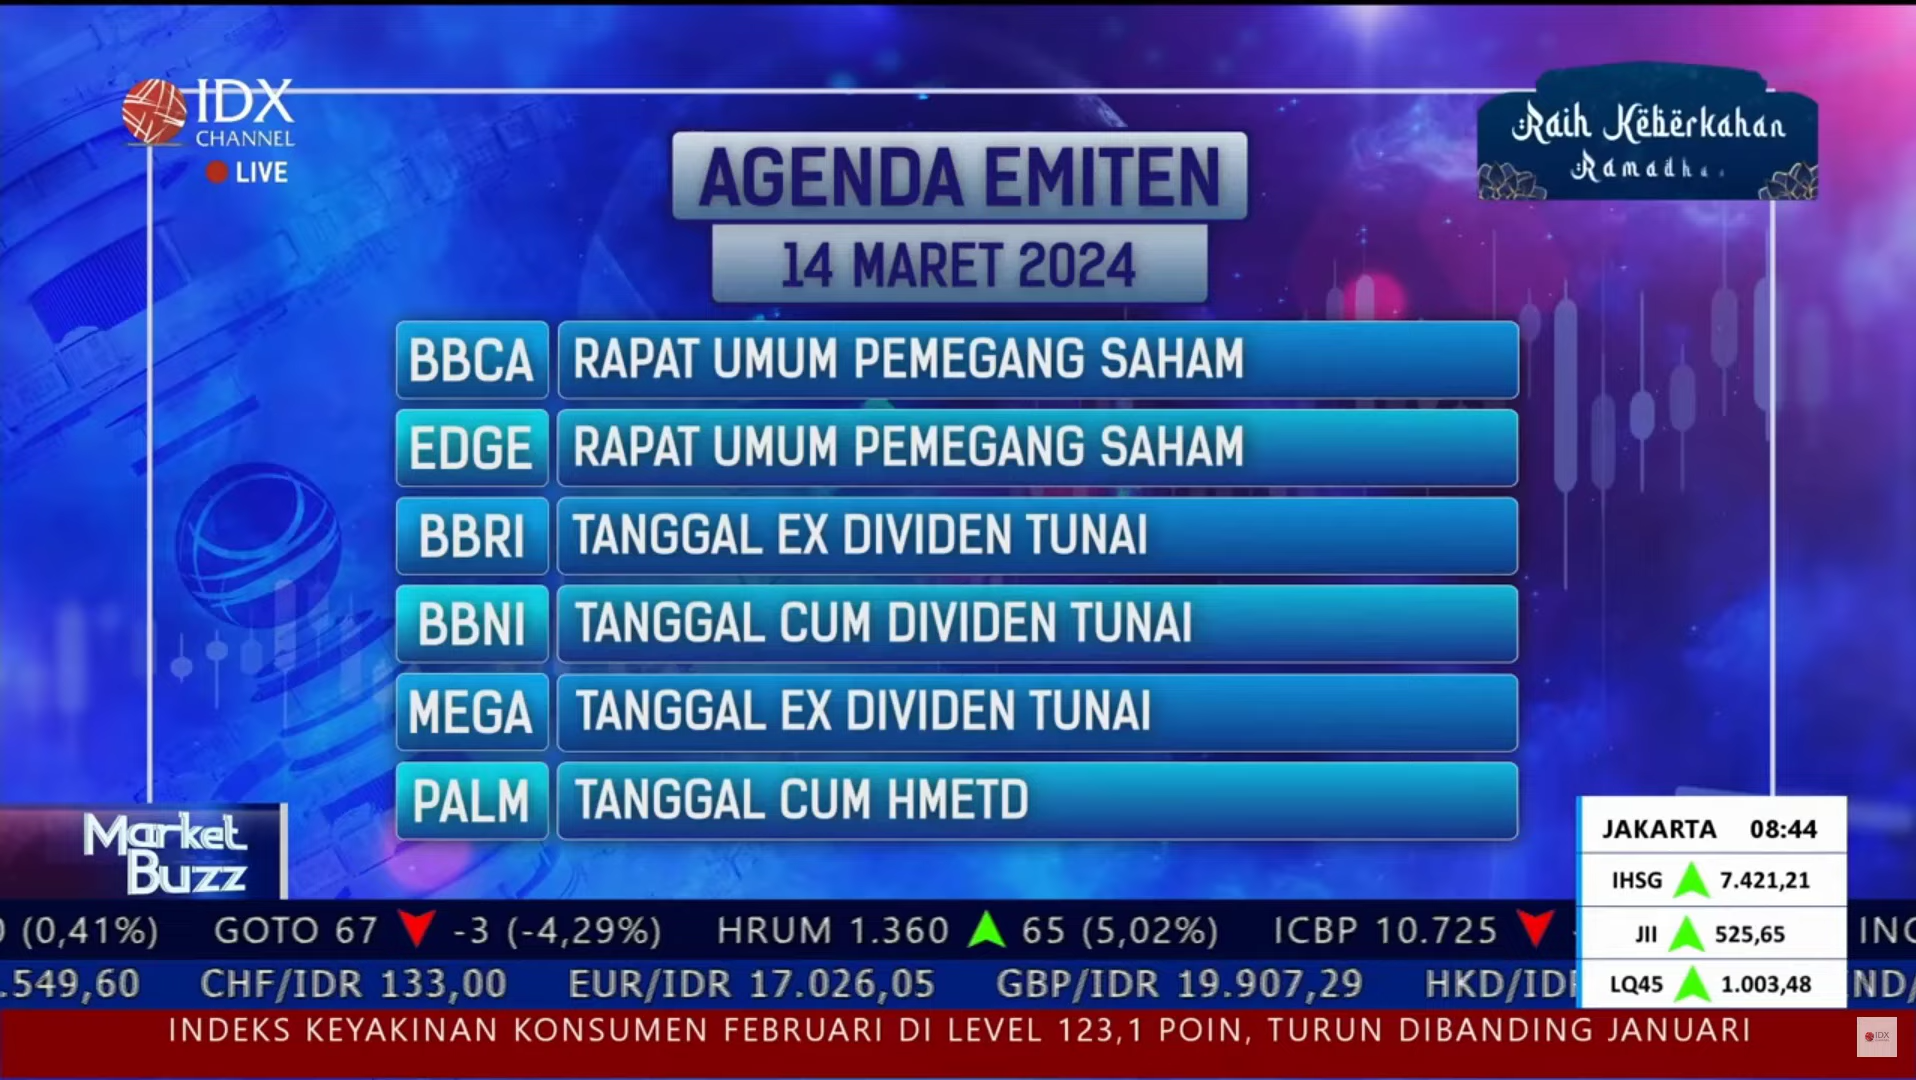 IDX
CHANNEL
LIVE
Raih Keberkahan
AGENDA EMITEN
14 MARET 2024
BBCA RAPAT UMUM PEMEGANG SAHAM
EDGE RAPAT UMUM PEMEGANG SAHAM
BBRI TANGGAL EX DIVIDEN TUNAI
BBNI TANGGAL CUM DIVIDEN TUNAI
MEGA TANGGAL EX DIVIDEN TUNAI
PALM TANGGAL CUM HMETD
Market
Buzz
JAKARTA 08:44
IHSG 7.421,21
JII 525,65
LQ45 1.003,48
(0,41%) GOTO 67 -3 (-4,29%) HRUM 1.360 65 (5,02%) ICBP 10.725
.549,60 CHF/IDR 133,00 EUR/IDR 17.026,05 GBP/IDR 19.907,29
INDEKS KEYAKINAN KONSUMEN FEBRUARI DI LEVEL 123,1 POIN, TURUN DIBANDING JANUARI
IDX